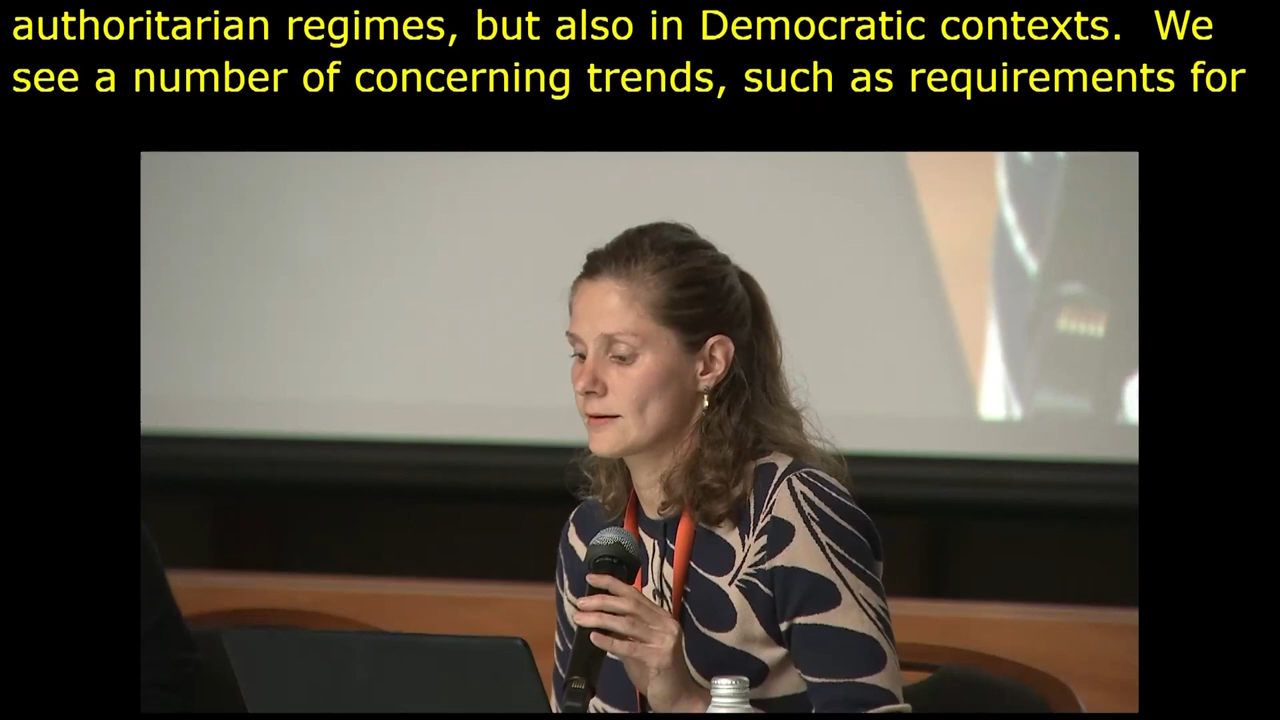 authoritarian regimes, but also in Democratic contexts. We
see a number of concerning trends, such as requirements for